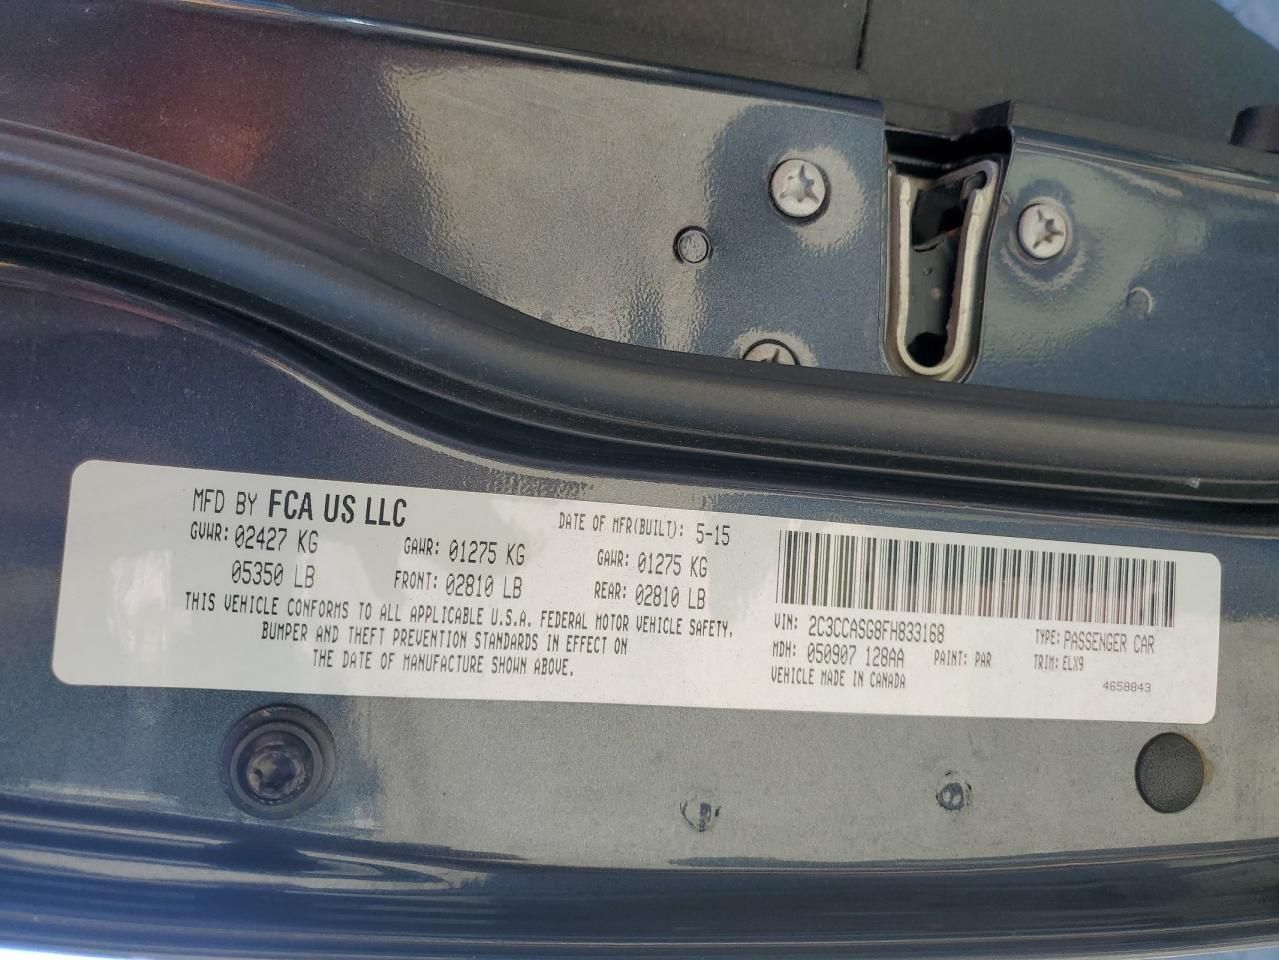 MFD BY FCA US LLC DATE OF MFR(BUILT): 5-15
GVWR: 02427 KG GAWR: 01275 KG GAWR: 01275 KG
05350 LB FRONT: 02810 LB REAR: 02810 LB
THIS VEHICLE CONFORMS TO ALL APPLICABLE U.S.A. FEDERAL MOTOR VEHICLE SAFETY,
BUMPER AND THEFT PREVENTION STANDARDS IN EFFECT ON
THE DATE OF MANUFACTURE SHOWN ABOVE.
VIN: 2C3CCASG8FH833168 TYPE: PASSENGER CAR
MDH: 050907 128AA PAINT: PAR TRIM: ELX9
VEHICLE MADE IN CANADA 4658843